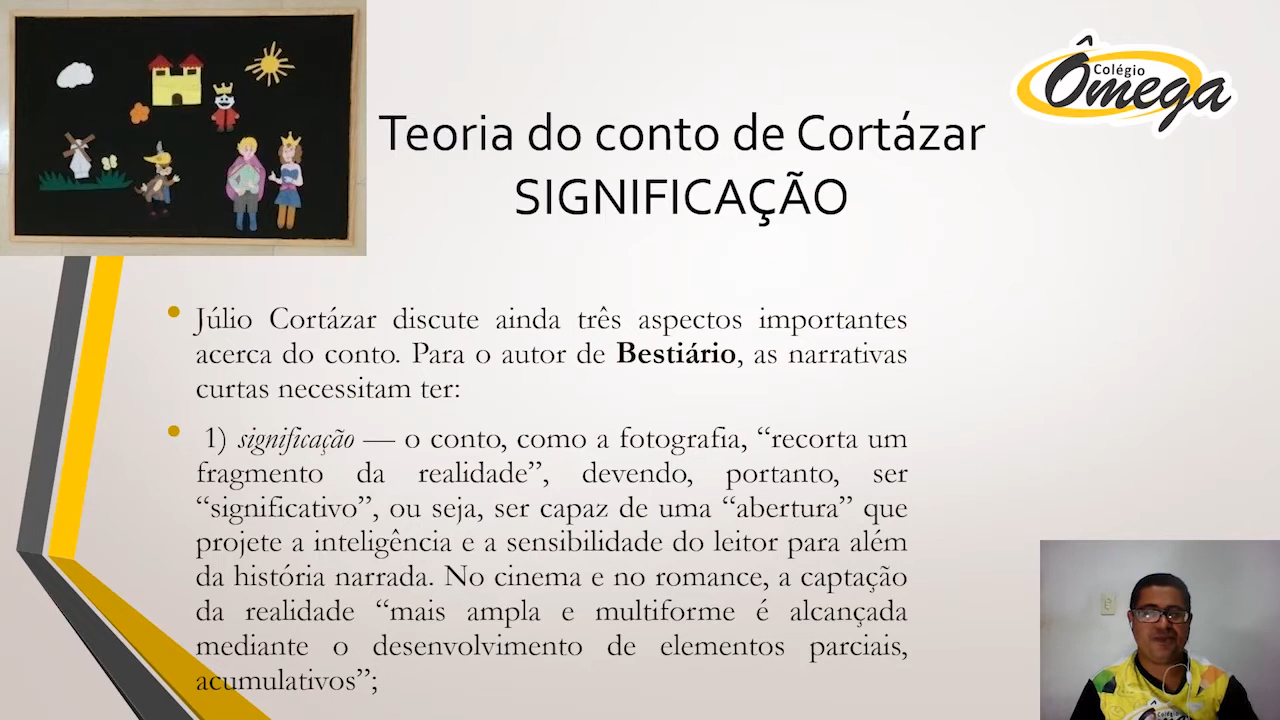 Colégio
Ômega
Teoria do conto de Cortázar
SIGNIFICAÇÃO
• Júlio Cortázar discute ainda três aspectos importantes
acerca do conto. Para o autor de Bestiário, as narrativas
curtas necessitam ter:
• 1) significação — o conto, como a fotografia, “recorta um
fragmento da realidade”, devendo, portanto, ser
“significativo”, ou seja, ser capaz de uma “abertura” que
projete a inteligência e a sensibilidade do leitor para além
da história narrada. No cinema e no romance, a captação
da realidade “mais ampla e multiforme é alcançada
mediante o desenvolvimento de elementos parciais,
acumulativos”;